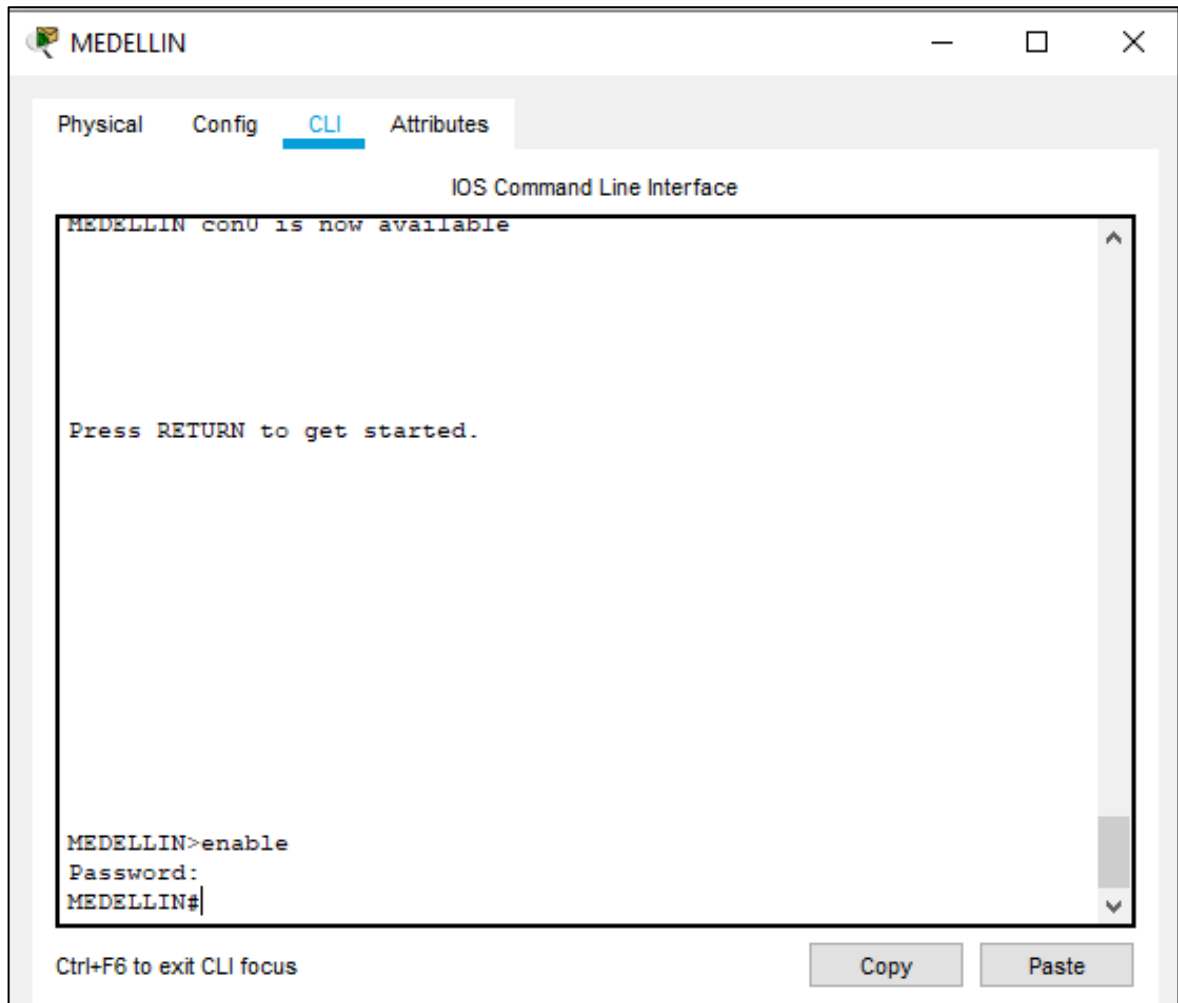 MEDELLIN
Physical Config CLI Attributes
IOS Command Line Interface
MEDELLIN con0 is now available
Press RETURN to get started.
MEDELLIN>enable
Password:
MEDELLIN#
Ctrl+F6 to exit CLI focus
Copy Paste